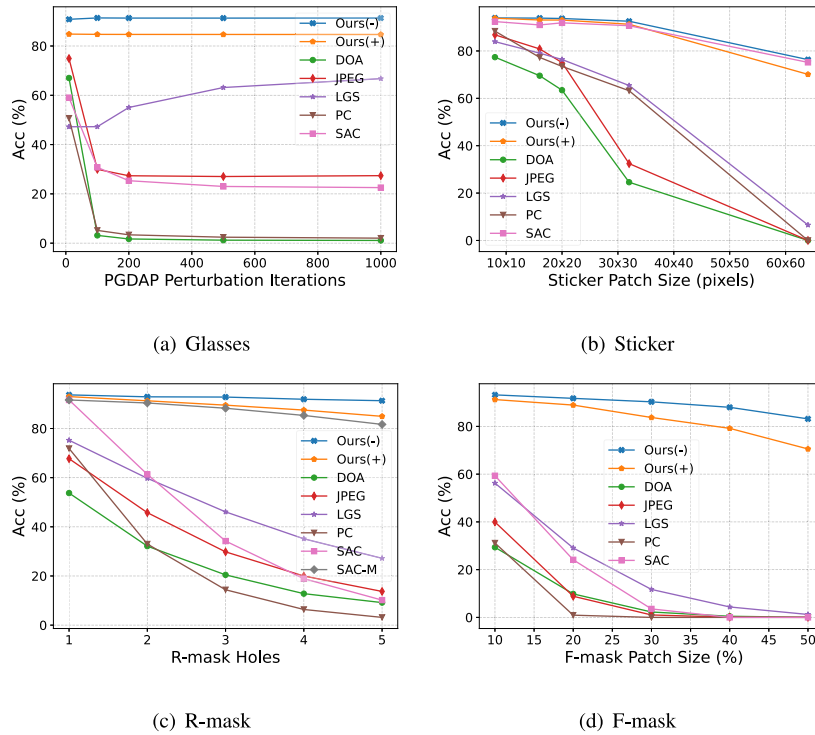 Acc (%)
80
60
40
20
0
0
200
400
600
800
1000
PGDAP Perturbation Iterations
Ours(-)
Ours(+)
DOA
JPEG
LGS
PC
SAC
(a) Glasses
Acc (%)
80
60
40
20
0
10x10
20x20
30x30
40x40
50x50
60x60
Sticker Patch Size (pixels)
Ours(-)
Ours(+)
DOA
JPEG
LGS
PC
SAC
(b) Sticker
Acc (%)
80
60
40
20
0
1
2
3
4
5
R-mask Holes
Ours(-)
Ours(+)
DOA
JPEG
LGS
PC
SAC
SAC-M
(c) R-mask
Acc (%)
80
60
40
20
0
10
15
20
25
30
35
40
45
50
F-mask Patch Size (%)
Ours(-)
Ours(+)
DOA
JPEG
LGS
PC
SAC
(d) F-mask